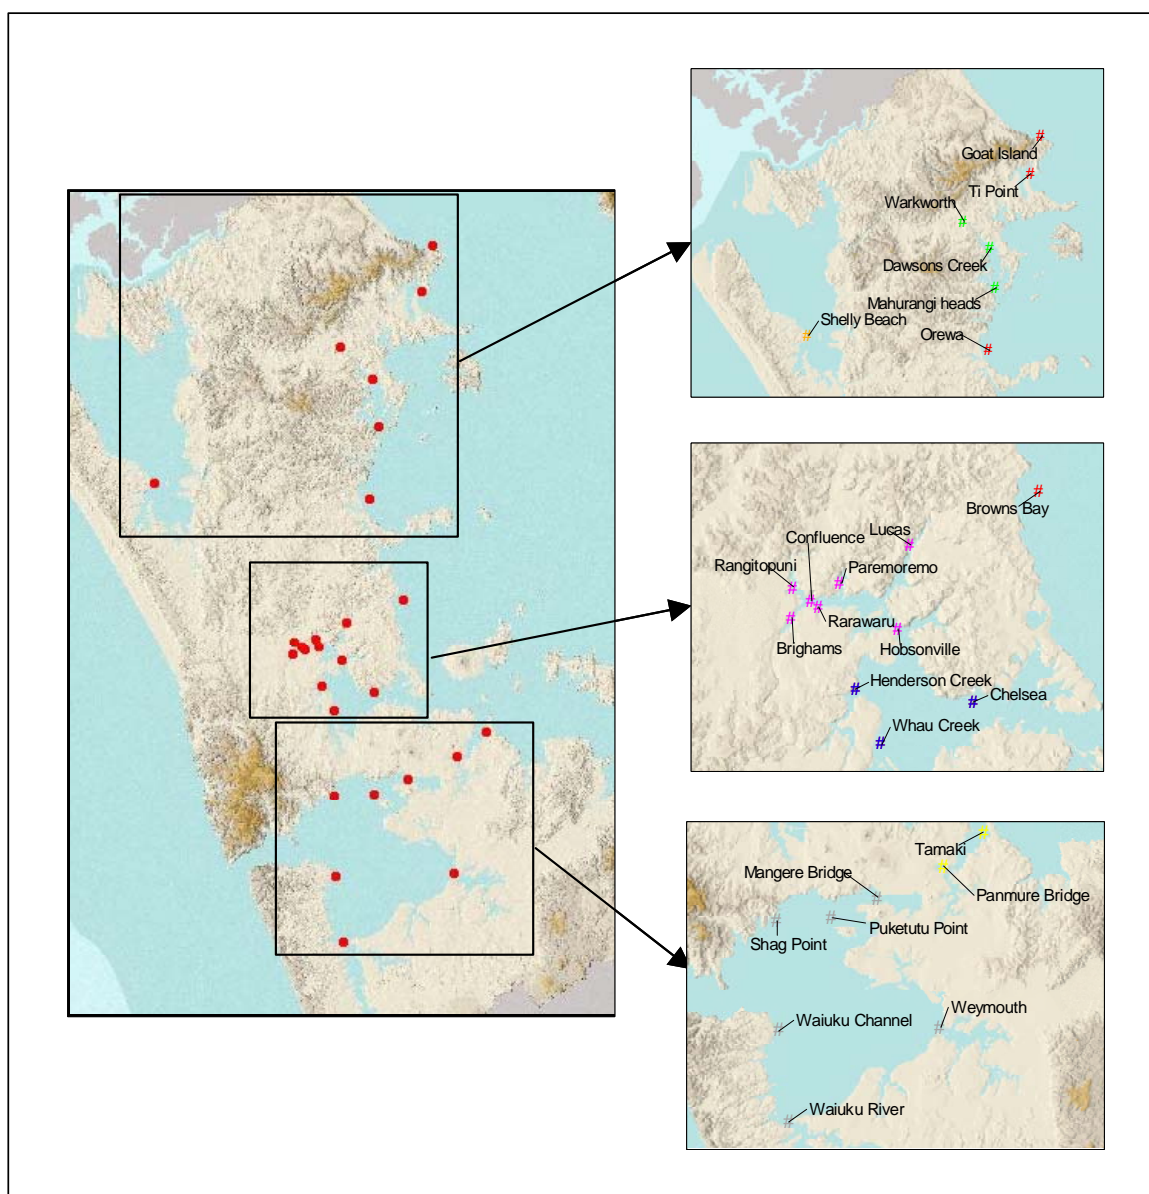 Goat Island
Ti Point
Warkworth
Dawsons Creek
Mahurangi heads
Shelly Beach
Orewa
Browns Bay
Lucas
Confluence
Rangitopuni
Paremoremo
Rarawaru
Brighams
Hobsonville
Henderson Creek
Chelsea
Whau Creek
Tamaki
Mangere Bridge
Panmure Bridge
Puketutu Point
Shag Point
Weymouth
Waiuku Channel
Waiuku River